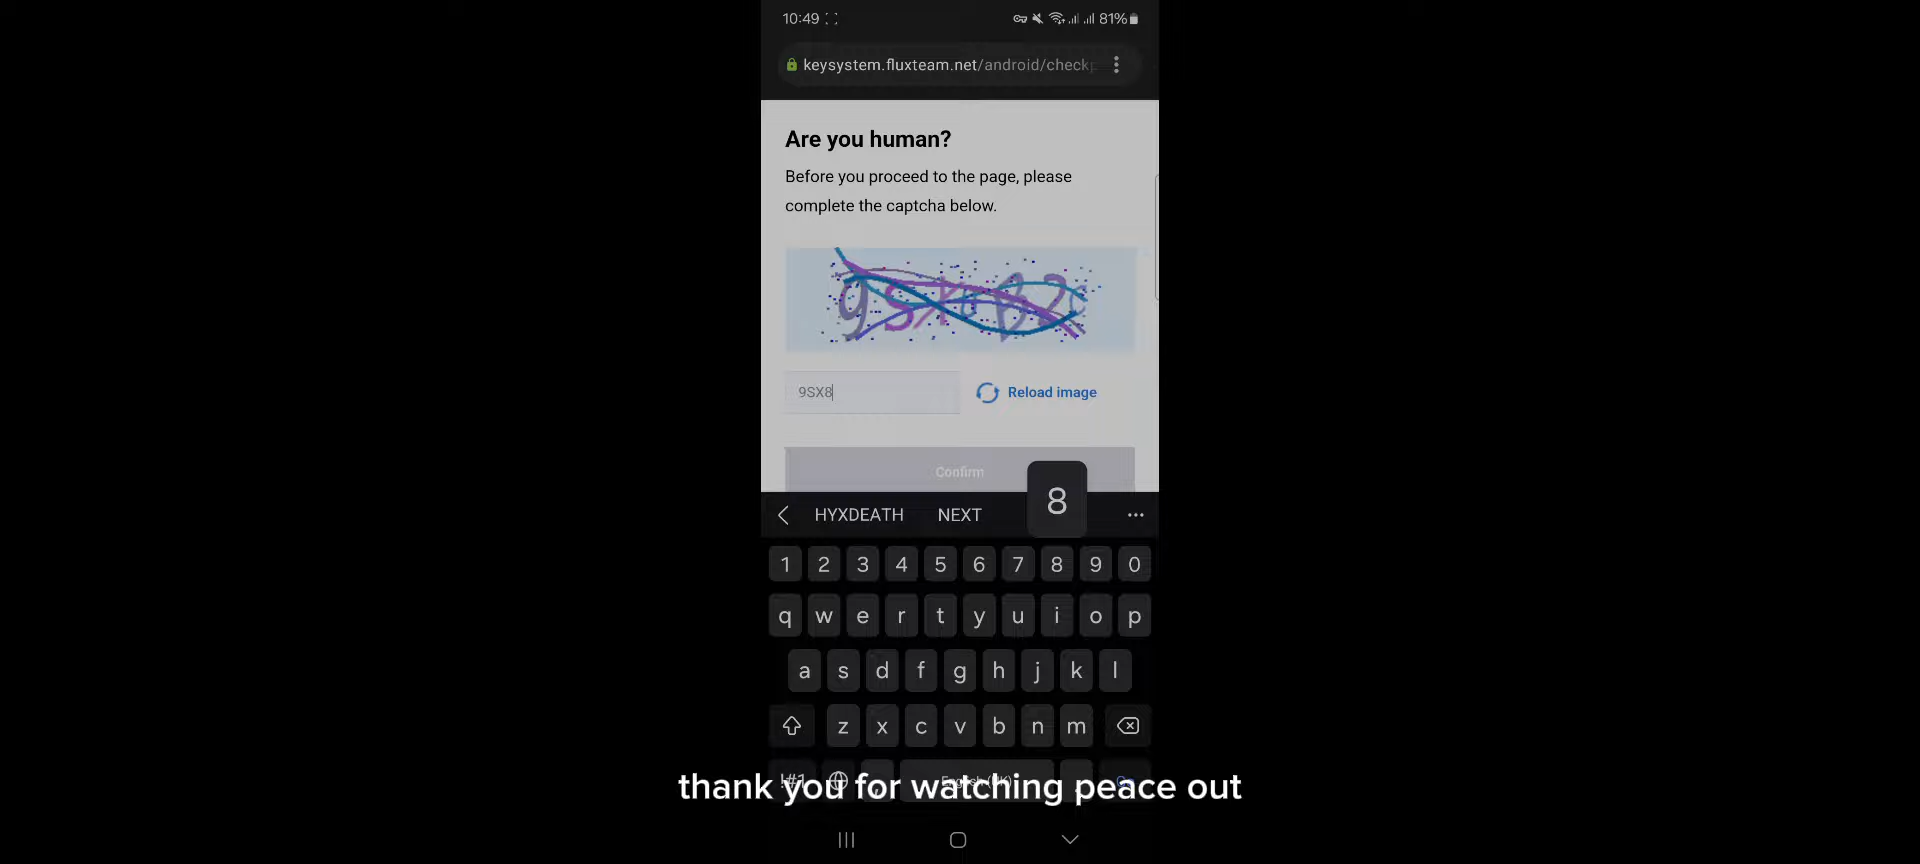 10:49 81%
keysystem.fluxteam.net/android/check
Are you human?
Before you proceed to the page, please
complete the captcha below.
9SX8
Reload image
Confirm
8
HYXDEATH NEXT ...
1 2 3 4 5 6 7 8 9 0
q w e r t y u i o p
a s d f g h j k l
z x c v b n m
!#1 ,
thank you for watching peace out